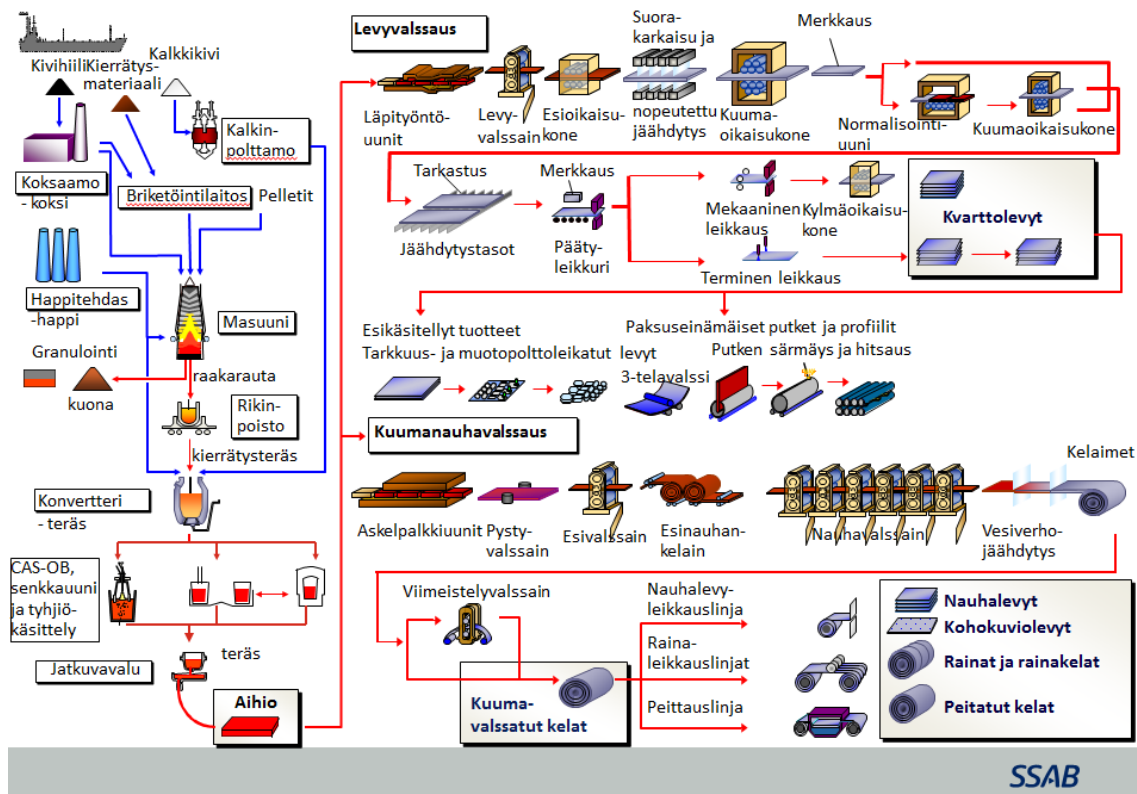 Kivihiili
Kierrätys-
materiaali
Kalkkikivi
Kalkin-
polttamo
Koksaamo
- koksi
Briketöintilaitos
Pelletit
Happitehdas
-happi
Masuuni
Granulointi
kuona
raakarauta
Rikin-
poisto
kierrätysteräs
Konvertteri
- teräs
CAS-OB,
senkkauuni
ja tyhjiö-
käsittely
Jatkuvavalu
teräs
Aihio
Levyvalssaus
Läpityöntö-
uunit
Levy-
valssain
Esioikaisu-
kone
Suora-
karkaisu ja
nopeutettu
jäähdytys
Kuuma-
oikaisukone
Merkkaus
Normalisointi-
uuni
Kuumaoikaisukone
Tarkastus
Jäähdytystasot
Merkkaus
Pääty-
leikkuri
Mekaaninen
leikkaus
Kylmäoikaisu-
kone
Terminen leikkaus
Kvarttolevyt
Esikäsitellyt tuotteet
Tarkkuus- ja muotopolttoleikatut levyt
Paksuseinämäiset putket ja profiilit
Putken särmäys ja hitsaus
3-telavalssi
Kuumanauhavalssaus
Askelpalkkiuunit
Pysty-
valssain
Esivalssain
Esinauhan-
kelain
Nauhavalssain
Vesiverho-
jäähdytys
Kelaimet
Viimeistelyvalssain
Kuuma-
valssatut kelat
Nauhalevy-
leikkauslinja
Raina-
leikkauslinjat
Peittauslinja
Nauhalevyt
Kohokuviolevyt
Rainat ja rainakelat
Peitatut kelat
SSAB